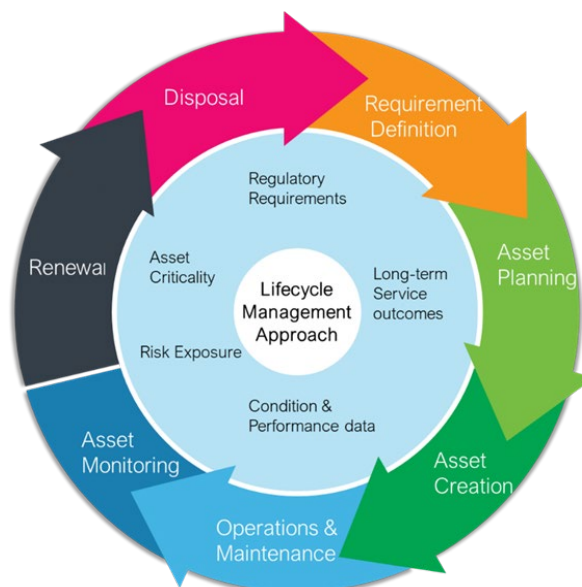 Disposal
Requirement
Definition
Asset
Planning
Asset
Creation
Operations &
Maintenance
Asset
Monitoring
Renewal
Regulatory
Requirements
Long-term
Service
outcomes
Condition &
Performance data
Risk Exposure
Asset
Criticality
Lifecycle
Management
Approach